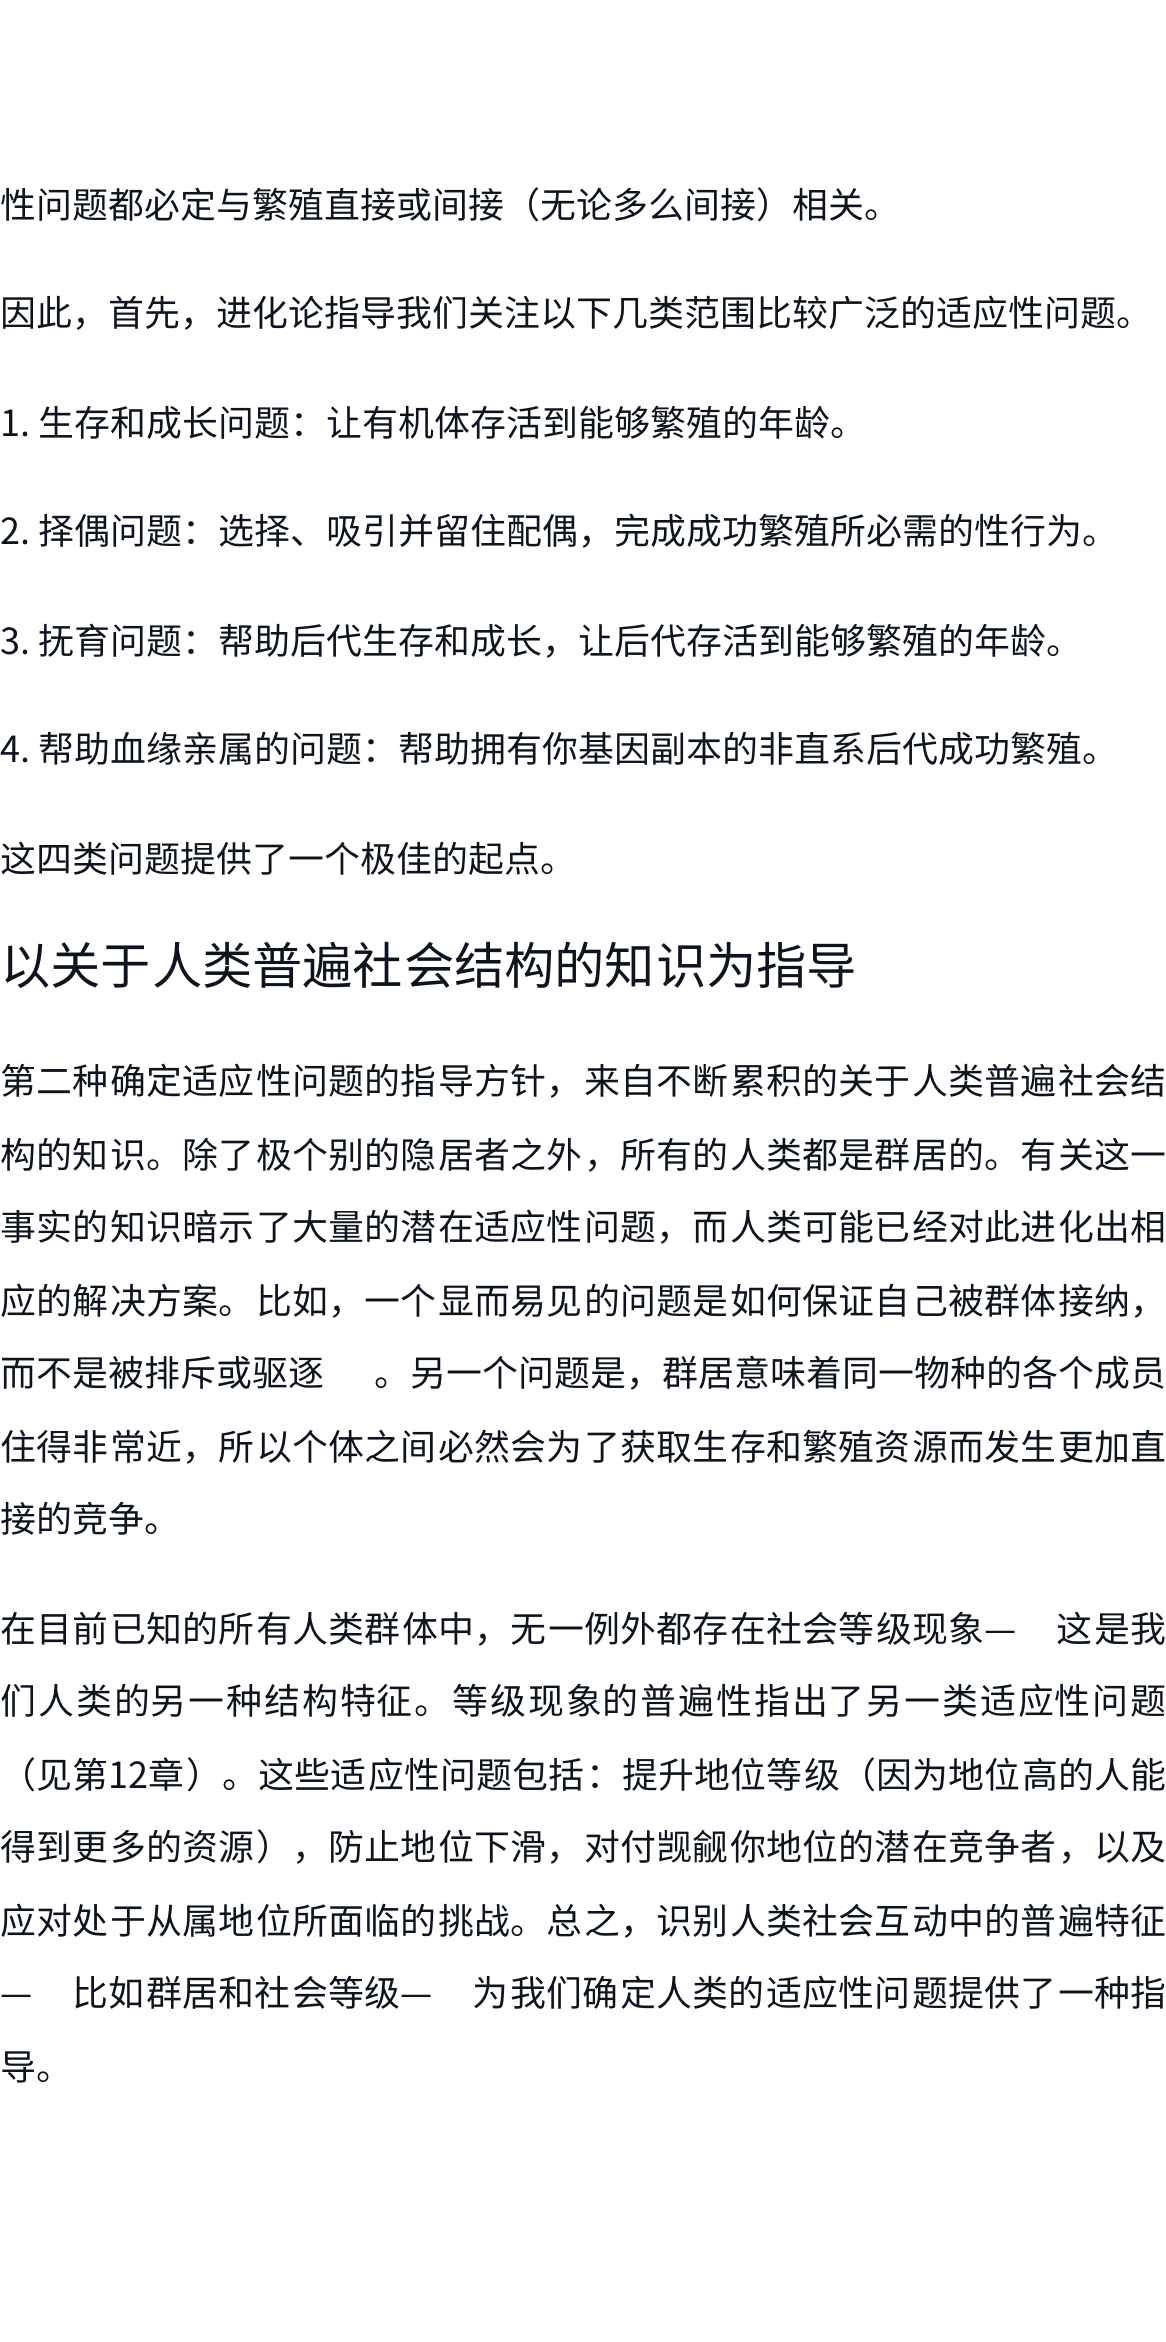 性问题都必定与繁殖直接或间接（无论多么间接）相关。
因此，首先，进化论指导我们关注以下几类范围比较广泛的适应性问题。
1. 生存和成长问题：让有机体存活到能够繁殖的年龄。
2. 择偶问题：选择、吸引并留住配偶，完成成功繁殖所必需的性行为。
3. 抚育问题：帮助后代生存和成长，让后代存活到能够繁殖的年龄。
4. 帮助血缘亲属的问题：帮助拥有你基因副本的非直系后代成功繁殖。
这四类问题提供了一个极佳的起点。
以关于人类普遍社会结构的知识为指导
第二种确定适应性问题的指导方针，来自不断累积的关于人类普遍社会结
构的知识。除了极个别的隐居者之外，所有的人类都是群居的。有关这一
事实的知识暗示了大量的潜在适应性问题，而人类可能已经对此进化出相
应的解决方案。比如，一个显而易见的问题是如何保证自己被群体接纳，
而不是被排斥或驱逐 。另一个问题是，群居意味着同一物种的各个成员
住得非常近，所以个体之间必然会为了获取生存和繁殖资源而发生更加直
接的竞争。
在目前已知的所有人类群体中，无一例外都存在社会等级现象— 这是我
们人类的另一种结构特征。等级现象的普遍性指出了另一类适应性问题
（见第12章）。这些适应性问题包括：提升地位等级（因为地位高的人能
得到更多的资源），防止地位下滑，对付觊觎你地位的潜在竞争者，以及
应对处于从属地位所面临的挑战。总之，识别人类社会互动中的普遍特征
— 比如群居和社会等级— 为我们确定人类的适应性问题提供了一种指
导。